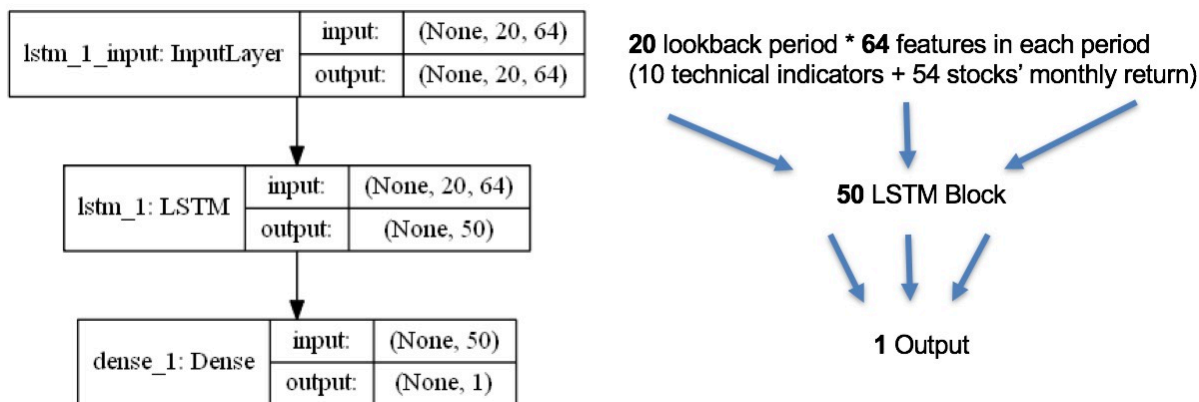 lstm_1_input: InputLayer
input: (None, 20, 64)
output: (None, 20, 64)
lstm_1: LSTM
input: (None, 20, 64)
output: (None, 50)
dense_1: Dense
input: (None, 50)
output: (None, 1)
20 lookback period * 64 features in each period
(10 technical indicators + 54 stocks’ monthly return)
50 LSTM Block
1 Output